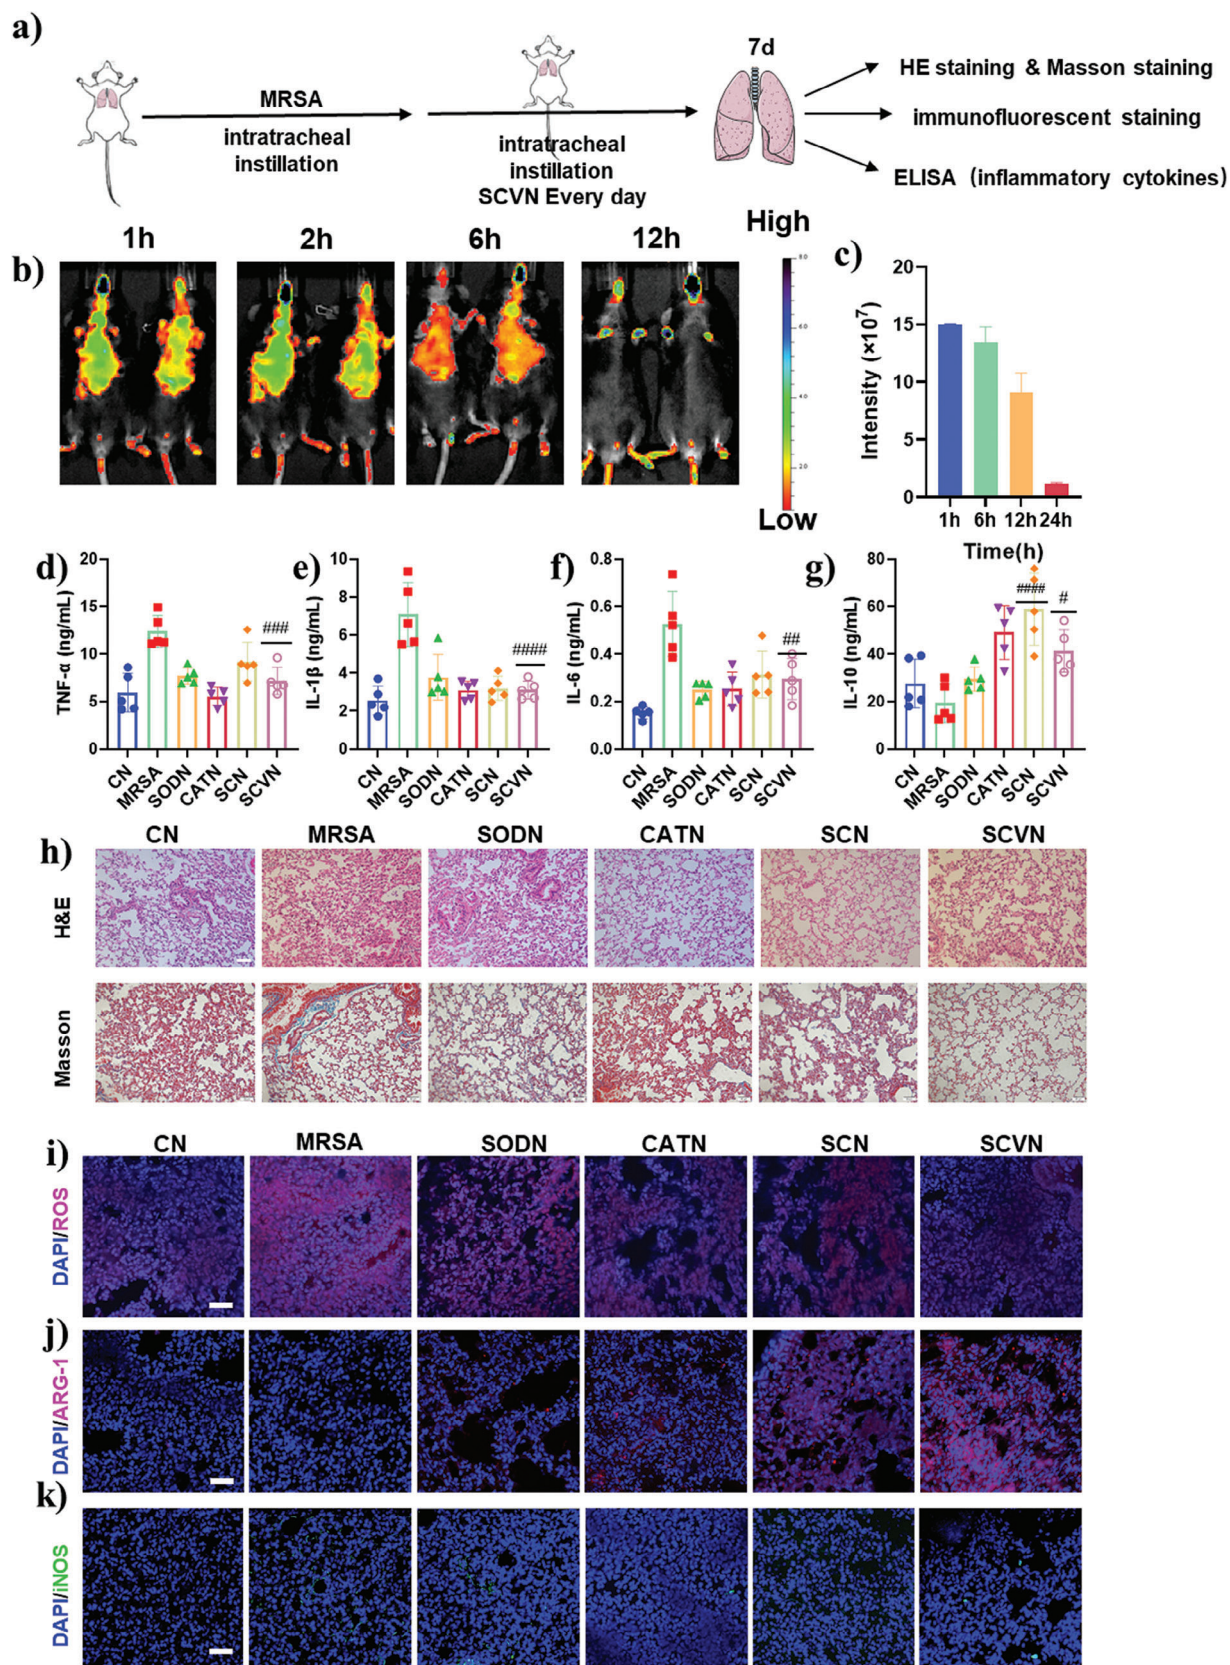 a)
MRSA
intratracheal
instillation
intratracheal
instillation
SCVN Every day
7d
HE staining & Masson staining
immunofluorescent staining
ELISA (inflammatory cytokines)
b)
1h 2h 6h 12h
High
Low
c)
Intensity (×10⁷)
20
15
10
5
0
1h 6h 12h 24h
Time(h)
d)
TNF-α (ng/mL)
20
15
10
5
0
###
CN MRSA SODN CATN SCN SCVN
e)
IL-1β (ng/mL)
10
8
6
4
2
0
####
CN MRSA SODN CATN SCN SCVN
f)
IL-6 (ng/mL)
0.6
0.6
0.4
0.2
0.0
##
CN MRSA SODN CATN SCN SCVN
g)
IL-10 (ng/mL)
80
60
40
20
0
#### #
CN MRSA SODN CATN SCN SCVN
h)
CN MRSA SODN CATN SCN SCVN
H&E
Masson
i)
CN MRSA SODN CATN SCN SCVN
DAPI/ROS
j)
DAPI/ARG-1
k)
DAPI/iNOS